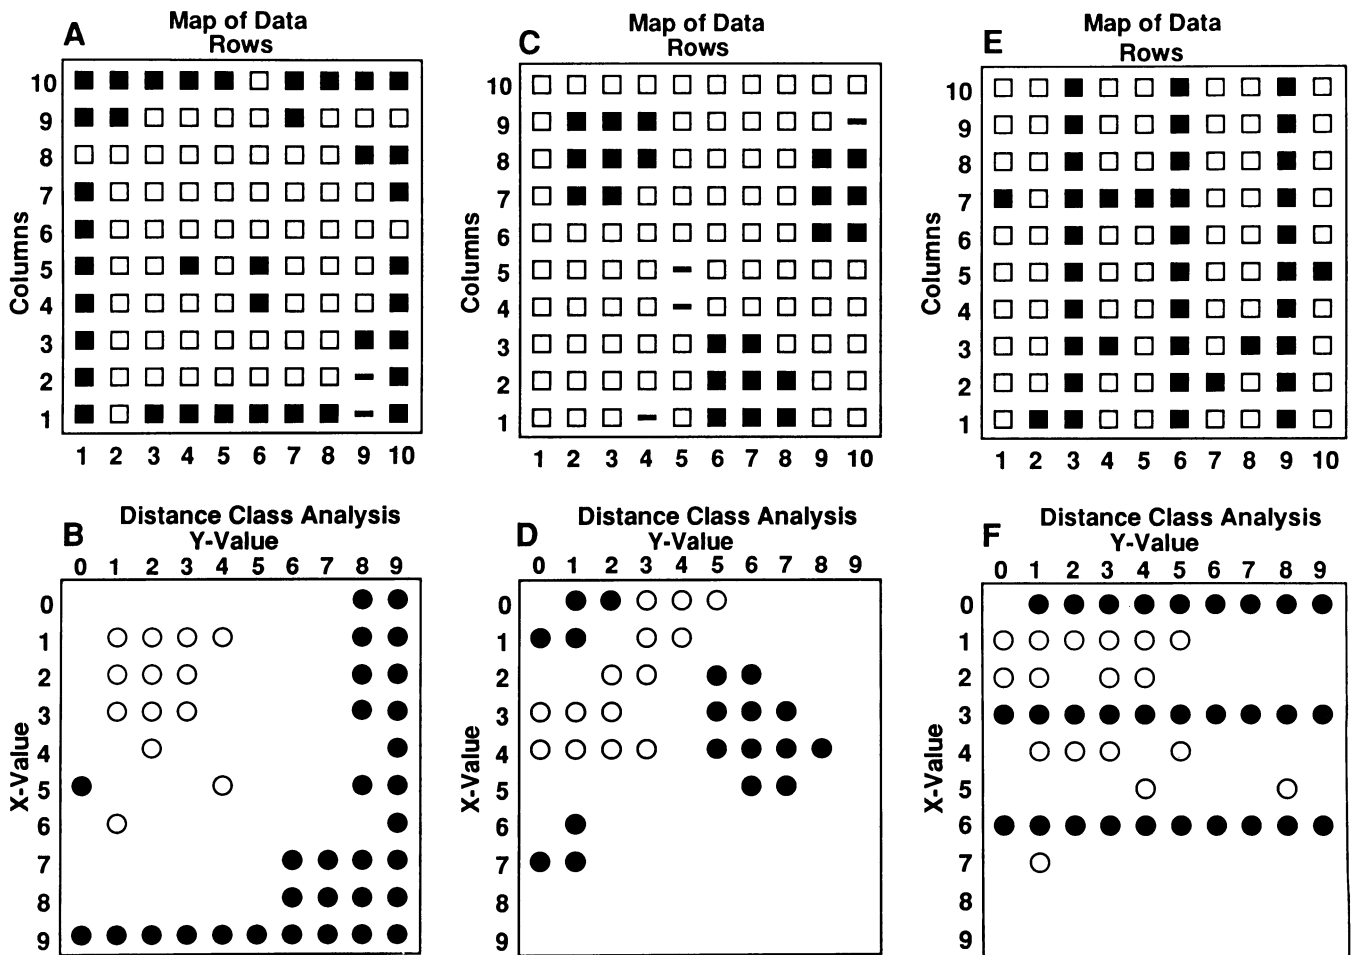 A
Map of Data
Rows
10
9
8
7
6
5
4
3
2
1
Columns
1 2 3 4 5 6 7 8 9 10
C
Map of Data
Rows
10
9
8
7
6
5
4
3
2
1
Columns
1 2 3 4 5 6 7 8 9 10
E
Map of Data
Rows
10
9
8
7
6
5
4
3
2
1
Columns
1 2 3 4 5 6 7 8 9 10
B
Distance Class Analysis
Y-Value
0 1 2 3 4 5 6 7 8 9
0
1
2
3
4
5
6
7
8
9
X-Value
D
Distance Class Analysis
Y-Value
0 1 2 3 4 5 6 7 8 9
0
1
2
3
4
5
6
7
8
9
X-Value
F
Distance Class Analysis
Y-Value
0 1 2 3 4 5 6 7 8 9
0
1
2
3
4
5
6
7
8
9
X-Value